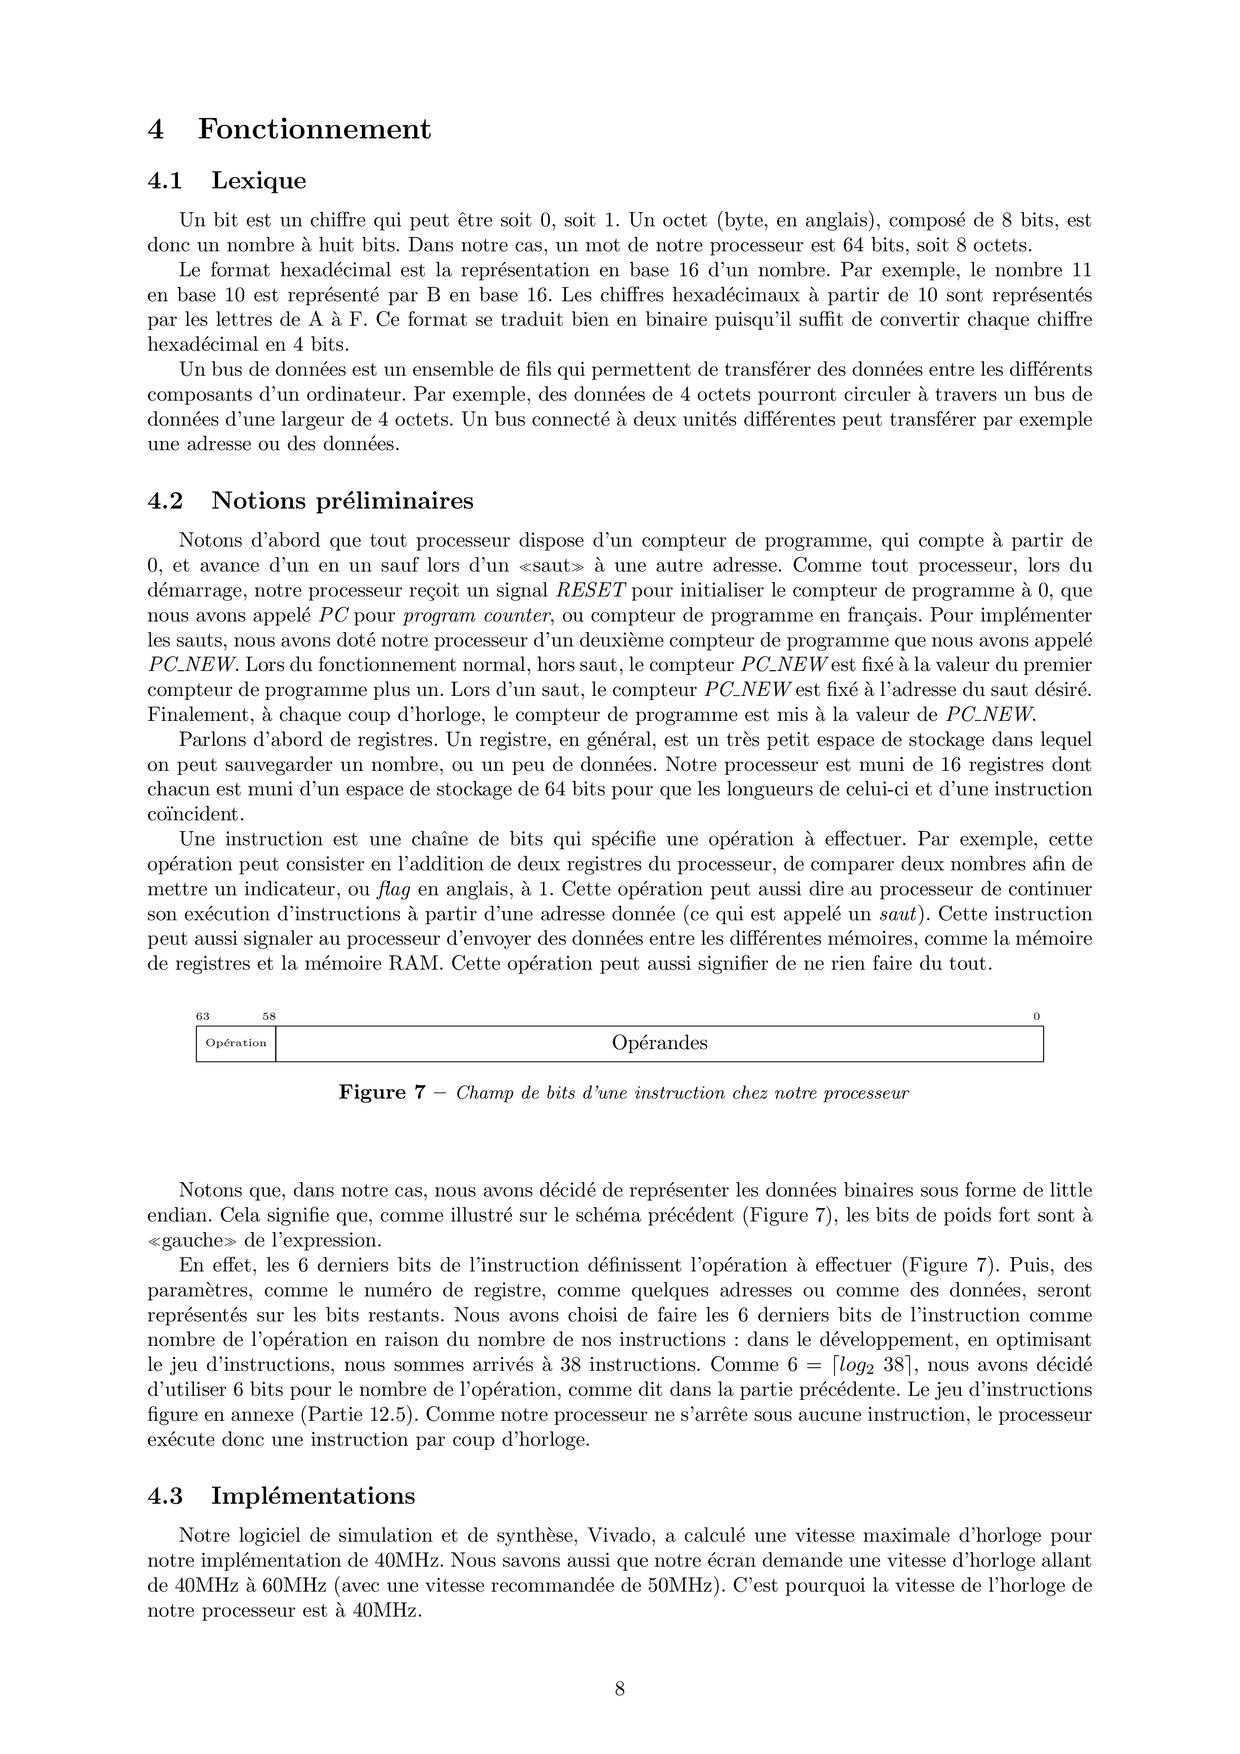 4 Fonctionnement
4.1 Lexique
Un bit est un chiffre qui peut être soit 0, soit 1. Un octet (byte, en anglais), composé de 8 bits, est
donc un nombre à huit bits. Dans notre cas, un mot de notre processeur est 64 bits, soit 8 octets.
Le format hexadécimal est la représentation en base 16 d'un nombre. Par exemple, le nombre 11
en base 10 est représenté par B en base 16. Les chiffres hexadécimaux à partir de 10 sont représentés
par les lettres de A à F. Ce format se traduit bien en binaire puisqu'il suffit de convertir chaque chiffre
hexadécimal en 4 bits.
Un bus de données est un ensemble de fils qui permettent de transférer des données entre les différents
composants d'un ordinateur. Par exemple, des données de 4 octets pourront circuler à travers un bus de
données d'une largeur de 4 octets. Un bus connecté à deux unités différentes peut transférer par exemple
une adresse ou des données.
4.2 Notions préliminaires
Notons d'abord que tout processeur dispose d'un compteur de programme, qui compte à partir de
0, et avance d'un en un sauf lors d'un «saut» à une autre adresse. Comme tout processeur, lors du
démarrage, notre processeur reçoit un signal RESET pour initialiser le compteur de programme à 0, que
nous avons appelé PC pour program counter, ou compteur de programme en français. Pour implémenter
les sauts, nous avons doté notre processeur d'un deuxième compteur de programme que nous avons appelé
PC_NEW. Lors du fonctionnement normal, hors saut, le compteur PC_NEW est fixé à la valeur du premier
compteur de programme plus un. Lors d'un saut, le compteur PC_NEW est fixé à l'adresse du saut désiré.
Finalement, à chaque coup d'horloge, le compteur de programme est mis à la valeur de PC_NEW.
Parlons d'abord de registres. Un registre, en général, est un très petit espace de stockage dans lequel
on peut sauvegarder un nombre, ou un peu de données. Notre processeur est muni de 16 registres dont
chacun est muni d'un espace de stockage de 64 bits pour que les longueurs de celui-ci et d'une instruction
coïncident.
Une instruction est une chaîne de bits qui spécifie une opération à effectuer. Par exemple, cette
opération peut consister en l'addition de deux registres du processeur, de comparer deux nombres afin de
mettre un indicateur, ou flag en anglais, à 1. Cette opération peut aussi dire au processeur de continuer
son exécution d'instructions à partir d'une adresse donnée (ce qui est appelé un saut). Cette instruction
peut aussi signaler au processeur d'envoyer des données entre les différentes mémoires, comme la mémoire
de registres et la mémoire RAM. Cette opération peut aussi signifier de ne rien faire du tout.
63 58 0
Opération Opérandes
Figure 7 – Champ de bits d'une instruction chez notre processeur
Notons que, dans notre cas, nous avons décidé de représenter les données binaires sous forme de little
endian. Cela signifie que, comme illustré sur le schéma précédent (Figure 7), les bits de poids fort sont à
«gauche» de l'expression.
En effet, les 6 derniers bits de l'instruction définissent l'opération à effectuer (Figure 7). Puis, des
paramètres, comme le numéro de registre, comme quelques adresses ou comme des données, seront
représentés sur les bits restants. Nous avons choisi de faire les 6 derniers bits de l'instruction comme
nombre de l'opération en raison du nombre de nos instructions : dans le développement, en optimisant
le jeu d'instructions, nous sommes arrivés à 38 instructions. Comme 6 = ⌈log₂ 38⌉, nous avons décidé
d'utiliser 6 bits pour le nombre de l'opération, comme dit dans la partie précédente. Le jeu d'instructions
figure en annexe (Partie 12.5). Comme notre processeur ne s'arrête sous aucune instruction, le processeur
exécute donc une instruction par coup d'horloge.
4.3 Implémentations
Notre logiciel de simulation et de synthèse, Vivado, a calculé une vitesse maximale d'horloge pour
notre implémentation de 40MHz. Nous savons aussi que notre écran demande une vitesse d'horloge allant
de 40MHz à 60MHz (avec une vitesse recommandée de 50MHz). C'est pourquoi la vitesse de l'horloge de
notre processeur est à 40MHz.
8